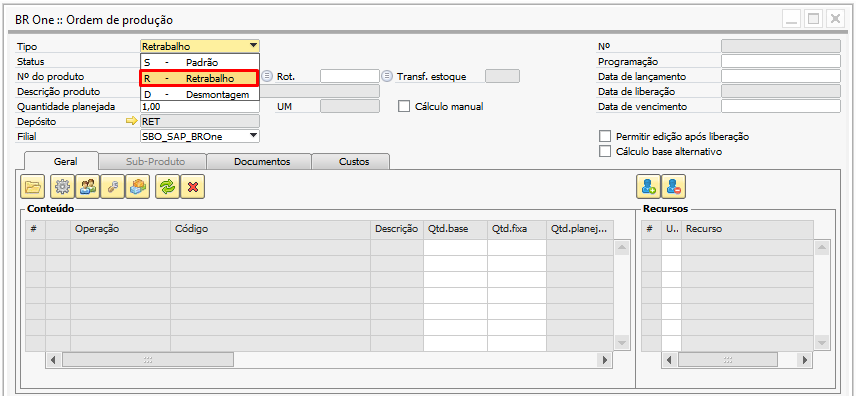 BR One :: Ordem de produção
Tipo Retrabalho Nº
Status S - Padrão Programação
Nº do produto R - Retrabalho Rot. Transf. estoque Data de lançamento
Descrição produto D - Desmontagem Data de liberação
Quantidade planejada 1,00 UM Cálculo manual Data de vencimento
Depósito RET
Filial SBO_SAP_BROne Permitir edição após liberação
Cálculo base alternativo
Geral Sub-Produto Documentos Custos
Conteúdo Recursos
# Operação Código Descrição Qtd.base Qtd.fixa Qtd.planej... # U.. Recurso